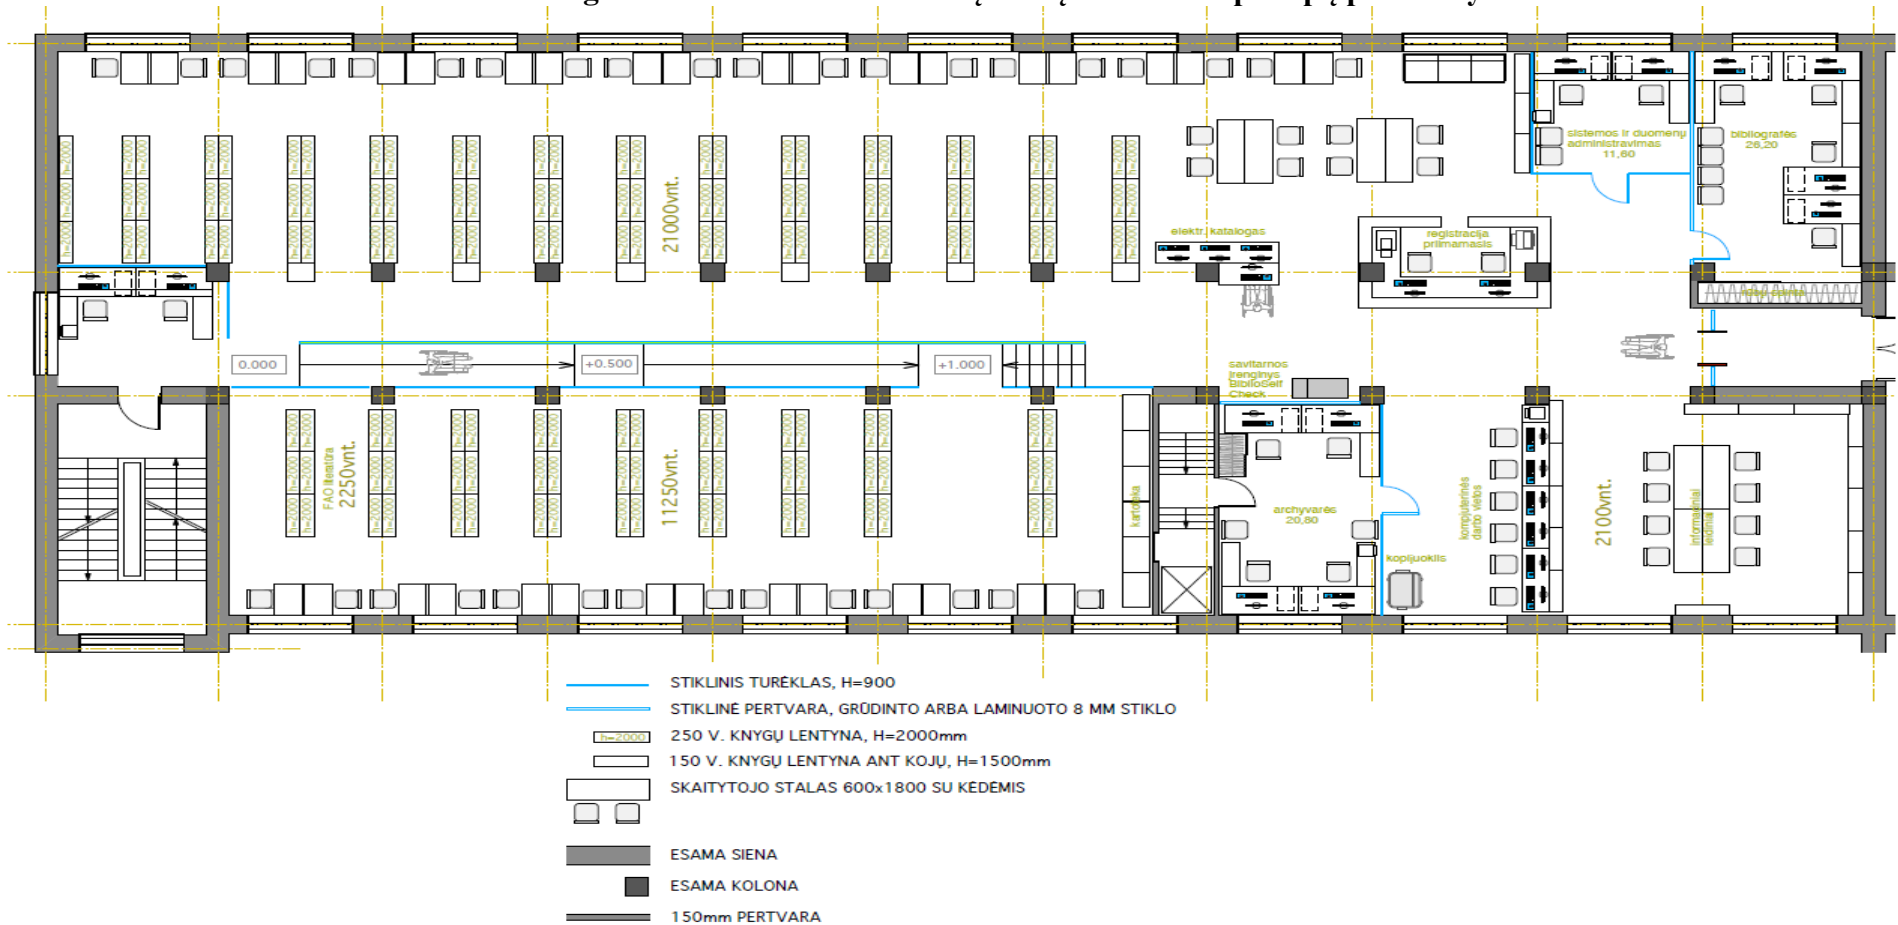 21000vnt.
sistemos ir duomenų
administravimas
11,60
bibliografės
26,20
elektr. katalogas
registracija
priimamasis
0.000
+0.500
+1.000
savitarnos
įrenginys
BiblioSelf
Check
FAO literatūra
2250vnt.
11250vnt.
kartoteka
archyvarės
20,80
kopijuoklis
kompjuterinės
darbo vietos
2100vnt.
informaciniai
leidiniai
STIKLINIS TURĖKLAS, H=900
STIKLINĖ PERTVARA, GRŪDINTO ARBA LAMINUOTO 8 MM STIKLO
h=2000
250 V. KNYGŲ LENTYNA, H=2000mm
150 V. KNYGŲ LENTYNA ANT KOJŲ, H=1500mm
SKAITYTOJO STALAS 600x1800 SU KĖDĖMIS
ESAMA SIENA
ESAMA KOLONA
150mm PERTVARA